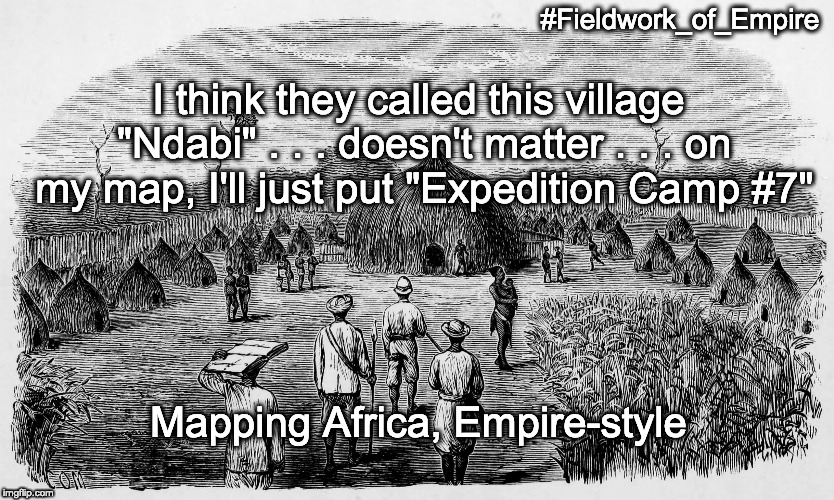 #Fieldwork_of_Empire
I think they called this village
"Ndabi" . . . doesn't matter . . . on
my map, I'll just put "Expedition Camp #7"
Mapping Africa, Empire-style
imgflip.com